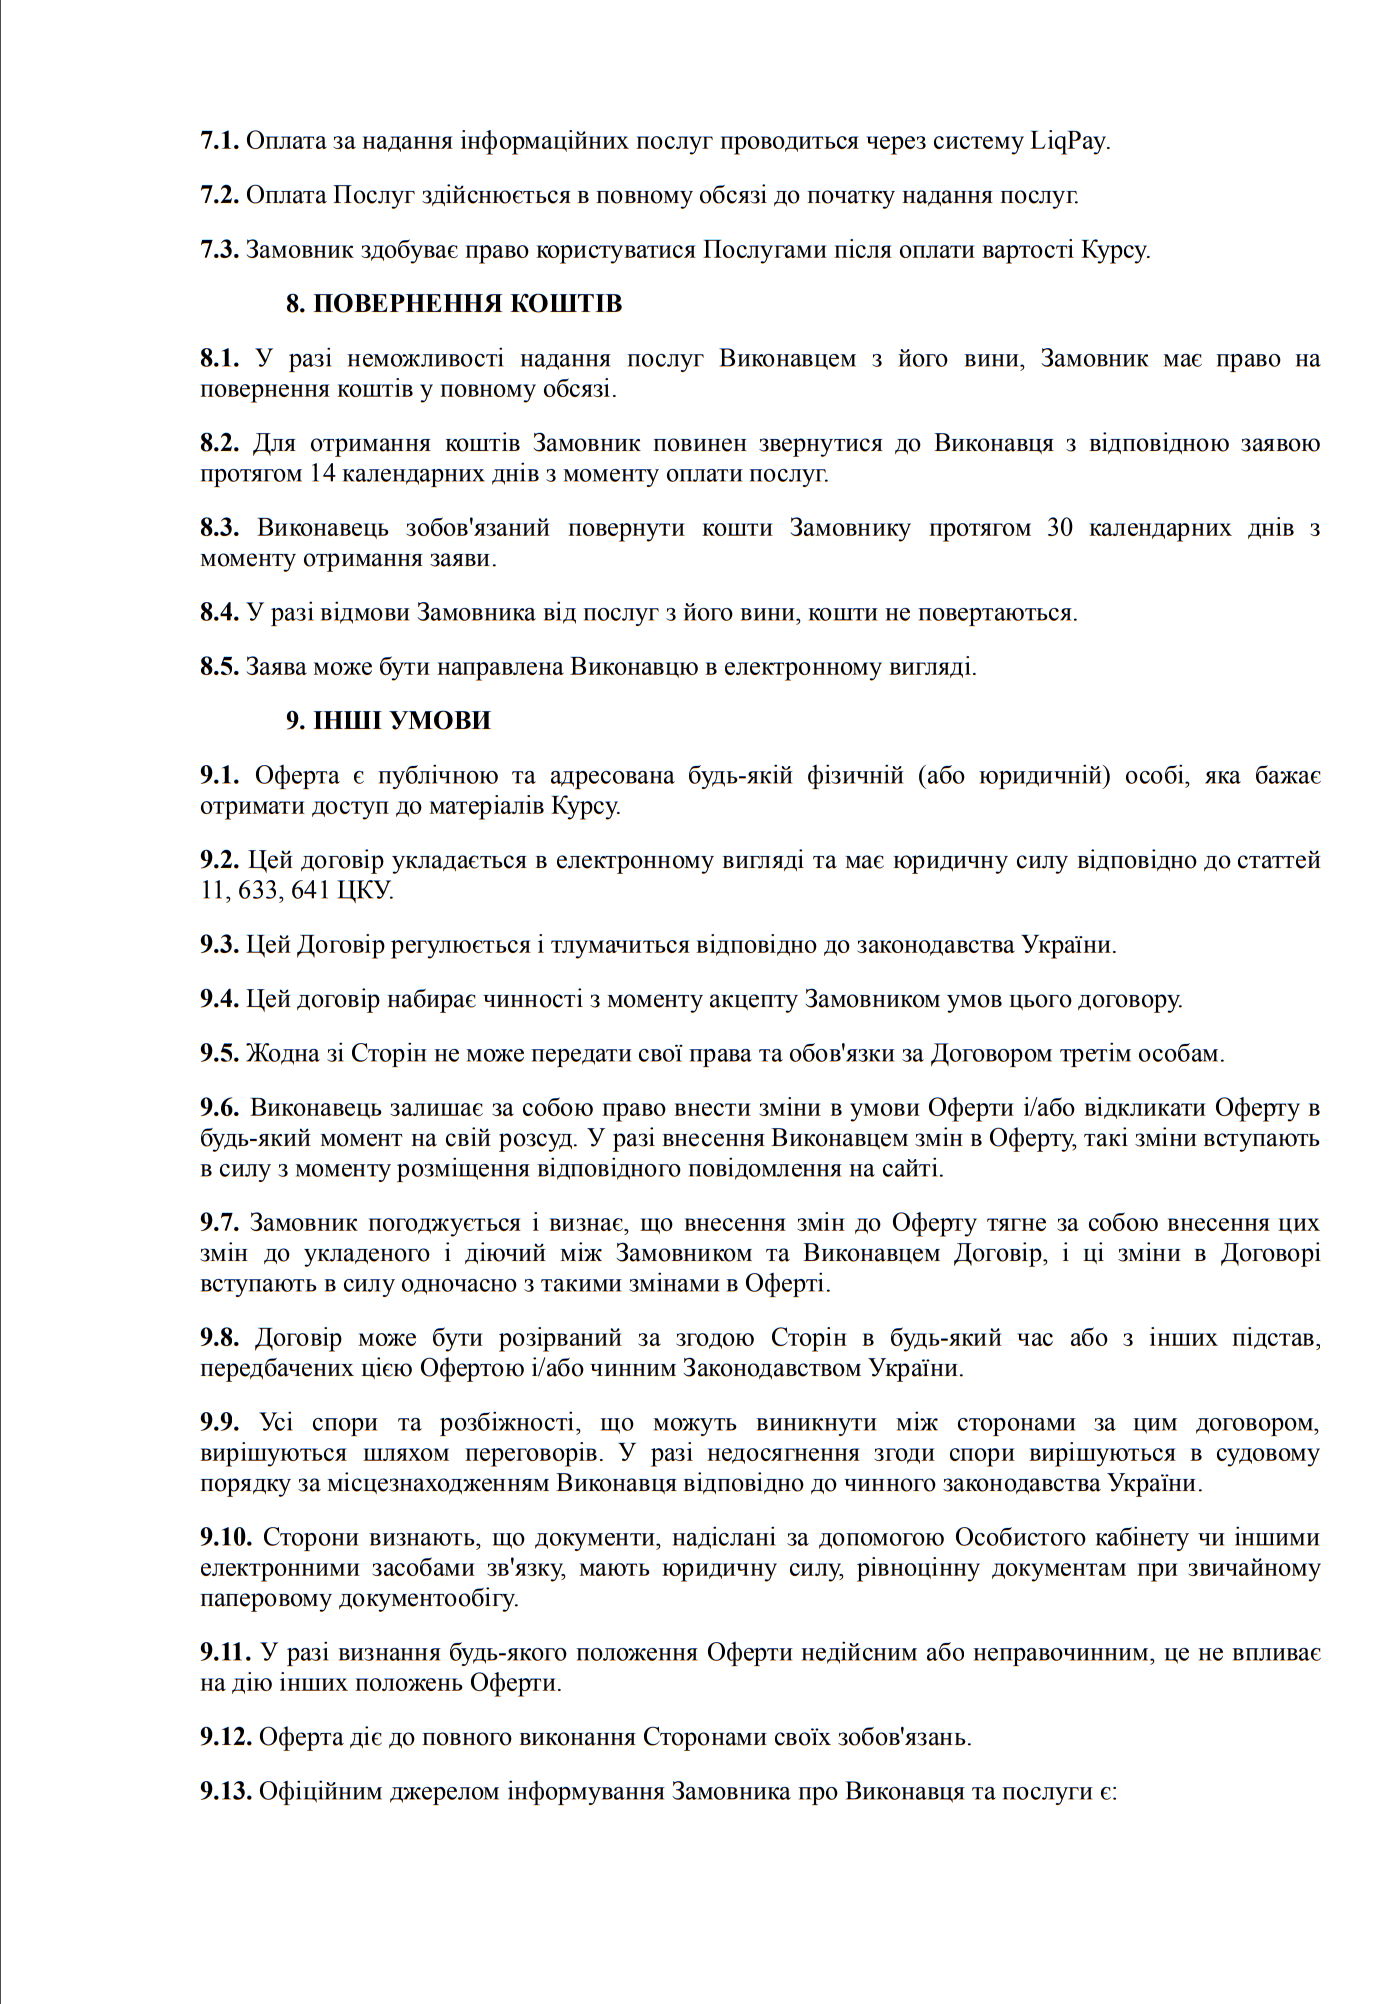 7.1. Оплата за надання інформаційних послуг проводиться через систему LiqPay.
7.2. Оплата Послуг здійснюється в повному обсязі до початку надання послуг.
7.3. Замовник здобуває право користуватися Послугами після оплати вартості Курсу.
8. ПОВЕРНЕННЯ КОШТІВ
8.1. У разі неможливості надання послуг Виконавцем з його вини, Замовник має право на
повернення коштів у повному обсязі.
8.2. Для отримання коштів Замовник повинен звернутися до Виконавця з відповідною заявою
протягом 14 календарних днів з моменту оплати послуг.
8.3. Виконавець зобов'язаний повернути кошти Замовнику протягом 30 календарних днів з
моменту отримання заяви.
8.4. У разі відмови Замовника від послуг з його вини, кошти не повертаються.
8.5. Заява може бути направлена Виконавцю в електронному вигляді.
9. ІНШІ УМОВИ
9.1. Оферта є публічною та адресована будь-якій фізичній (або юридичній) особі, яка бажає
отримати доступ до матеріалів Курсу.
9.2. Цей договір укладається в електронному вигляді та має юридичну силу відповідно до статтей
11, 633, 641 ЦКУ.
9.3. Цей Договір регулюється і тлумачиться відповідно до законодавства України.
9.4. Цей договір набирає чинності з моменту акцепту Замовником умов цього договору.
9.5. Жодна зі Сторін не може передати свої права та обов'язки за Договором третім особам.
9.6. Виконавець залишає за собою право внести зміни в умови Оферти і/або відкликати Оферту в
будь-який момент на свій розсуд. У разі внесення Виконавцем змін в Оферту, такі зміни вступають
в силу з моменту розміщення відповідного повідомлення на сайті.
9.7. Замовник погоджується і визнає, що внесення змін до Оферту тягне за собою внесення цих
змін до укладеного і діючий між Замовником та Виконавцем Договір, і ці зміни в Договорі
вступають в силу одночасно з такими змінами в Оферті.
9.8. Договір може бути розірваний за згодою Сторін в будь-який час або з інших підстав,
передбачених цією Офертою і/або чинним Законодавством України.
9.9. Усі спори та розбіжності, що можуть виникнути між сторонами за цим договором,
вирішуються шляхом переговорів. У разі недосягнення згоди спори вирішуються в судовому
порядку за місцезнаходженням Виконавця відповідно до чинного законодавства України.
9.10. Сторони визнають, що документи, надіслані за допомогою Особистого кабінету чи іншими
електронними засобами зв'язку, мають юридичну силу, рівноцінну документам при звичайному
паперовому документообігу.
9.11. У разі визнання будь-якого положення Оферти недійсним або неправочинним, це не впливає
на дію інших положень Оферти.
9.12. Оферта діє до повного виконання Сторонами своїх зобов'язань.
9.13. Офіційним джерелом інформування Замовника про Виконавця та послуги є: